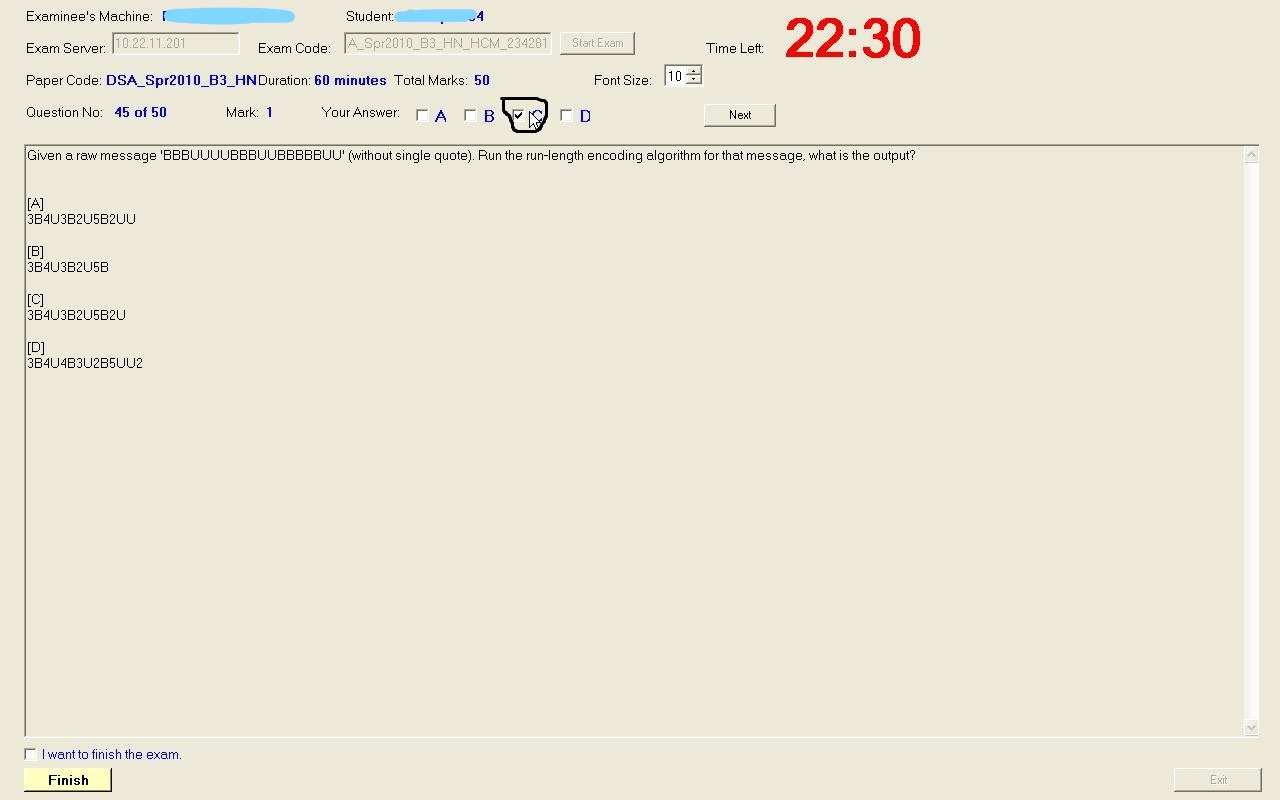 Examinee's Machine: Student: 4
Exam Server: 10.22.11.201 Exam Code: A_Spr2010_B3_HN_HCM_234281 Start Exam Time Left: 22:30
Paper Code: DSA_Spr2010_B3_HN Duration: 60 minutes Total Marks: 50 Font Size: 10
Question No: 45 of 50 Mark: 1 Your Answer: A B C D Next
Given a raw message 'BBBUUUUBBBUUBBBBBUU' (without single quote). Run the run-length encoding algorithm for that message, what is the output?
[A]
3B4U3B2U5B2UU
[B]
3B4U3B2U5B
[C]
3B4U3B2U5B2U
[D]
3B4U4B3U2B5UU2
I want to finish the exam.
Finish Exit